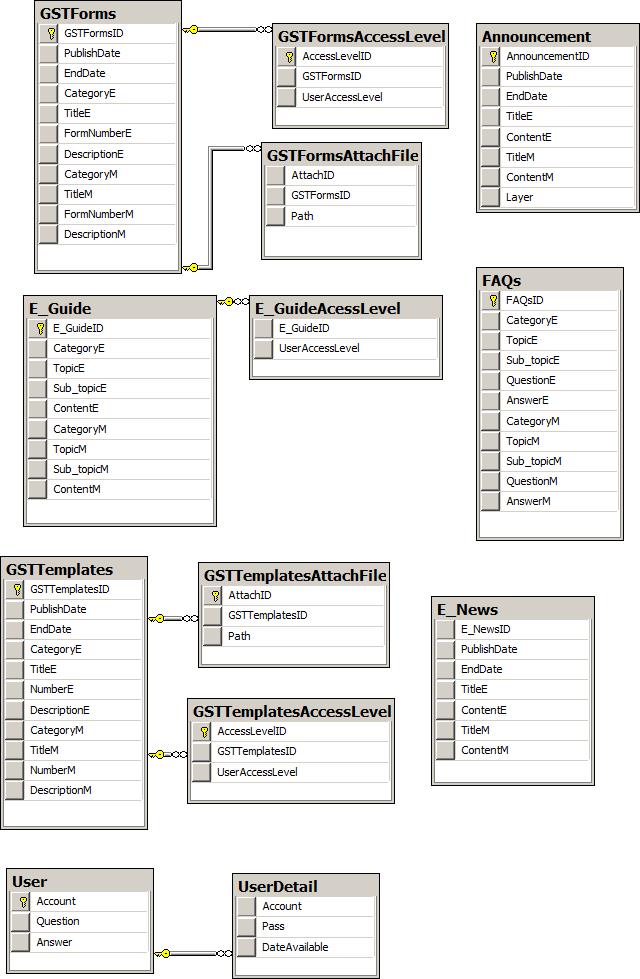 GSTForms
GSTFormsID
PublishDate
EndDate
CategoryE
TitleE
FormNumberE
DescriptionE
CategoryM
TitleM
FormNumberM
DescriptionM
GSTFormsAccessLevel
AccessLevelID
GSTFormsID
UserAccessLevel
GSTFormsAttachFile
AttachID
GSTFormsID
Path
Announcement
AnnouncementID
PublishDate
EndDate
TitleE
ContentE
TitleM
ContentM
Layer
E_Guide
E_GuideID
CategoryE
TopicE
Sub_topicE
ContentE
CategoryM
TopicM
Sub_topicM
ContentM
E_GuideAcessLevel
E_GuideID
UserAccessLevel
FAQs
FAQsID
CategoryE
TopicE
Sub_topicE
QuestionE
AnswerE
CategoryM
TopicM
Sub_topicM
QuestionM
AnswerM
GSTTemplates
GSTTemplatesID
PublishDate
EndDate
CategoryE
TitleE
NumberE
DescriptionE
CategoryM
TitleM
NumberM
DescriptionM
GSTTemplatesAttachFile
AttachID
GSTTemplatesID
Path
GSTTemplatesAccessLevel
AccessLevelID
GSTTemplatesID
UserAccessLevel
E_News
E_NewsID
PublishDate
EndDate
TitleE
ContentE
TitleM
ContentM
User
Account
Question
Answer
UserDetail
Account
Pass
DateAvailable